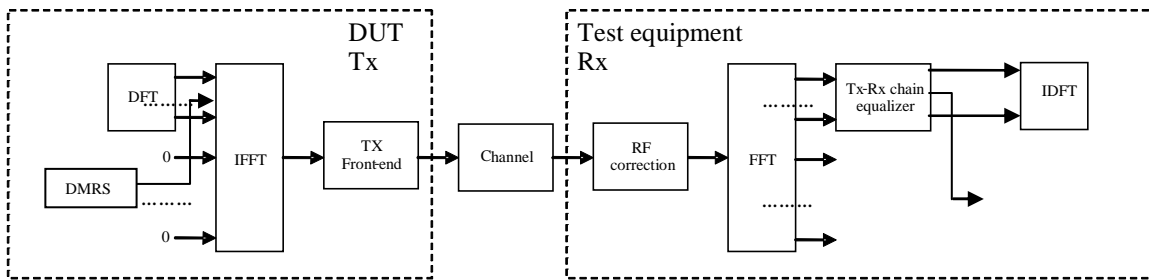 DUT
Tx
Test equipment
Rx
DFT
………
IFFT
0
DMRS
………
0
TX
Front-end
Channel
RF
correction
FFT
………
………
Tx-Rx chain
equalizer
IDFT